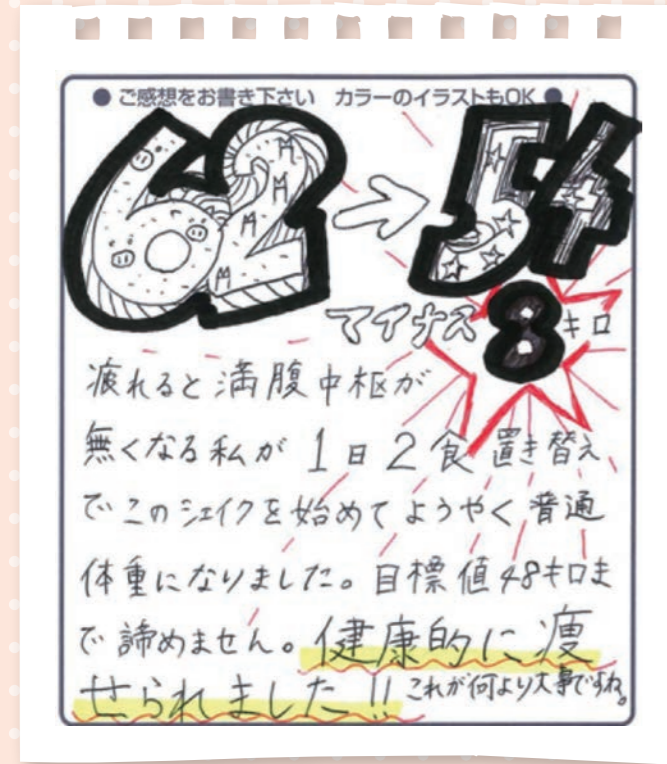 ● ご感想をお書き下さい カラーのイラストもOK ●
62→54
マイナス8キロ
疲れると満腹中枢が
無くなる私が1日2食置き替え
でこのシェイクを始めてようやく普通
体重になりました。目標値48キロま
で諦めません。健康的に痩
せられました!!これが何より大事ですね。